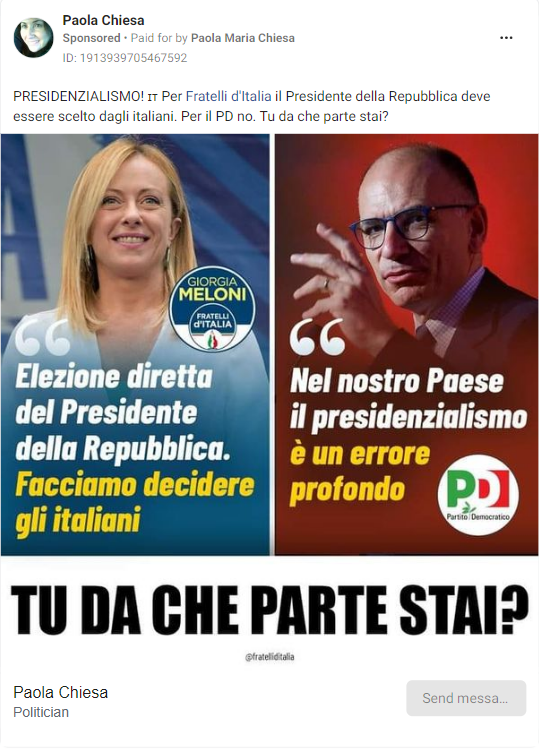 Paola Chiesa
Sponsored • Paid for by Paola Maria Chiesa
ID: 1913939705467592
PRESIDENZIALISMO! IT Per Fratelli d'Italia il Presidente della Repubblica deve
essere scelto dagli italiani. Per il PD no. Tu da che parte stai?
GIORGIA
MELONI
FRATELLI
d'ITALIA
“
Elezione diretta
del Presidente
della Repubblica.
Facciamo decidere
gli italiani
“
Nel nostro Paese
il presidenzialismo
è un errore
profondo
PD
Partito Democratico
TU DA CHE PARTE STAI?
@fratelliditalia
Paola Chiesa
Politician
Send messa...